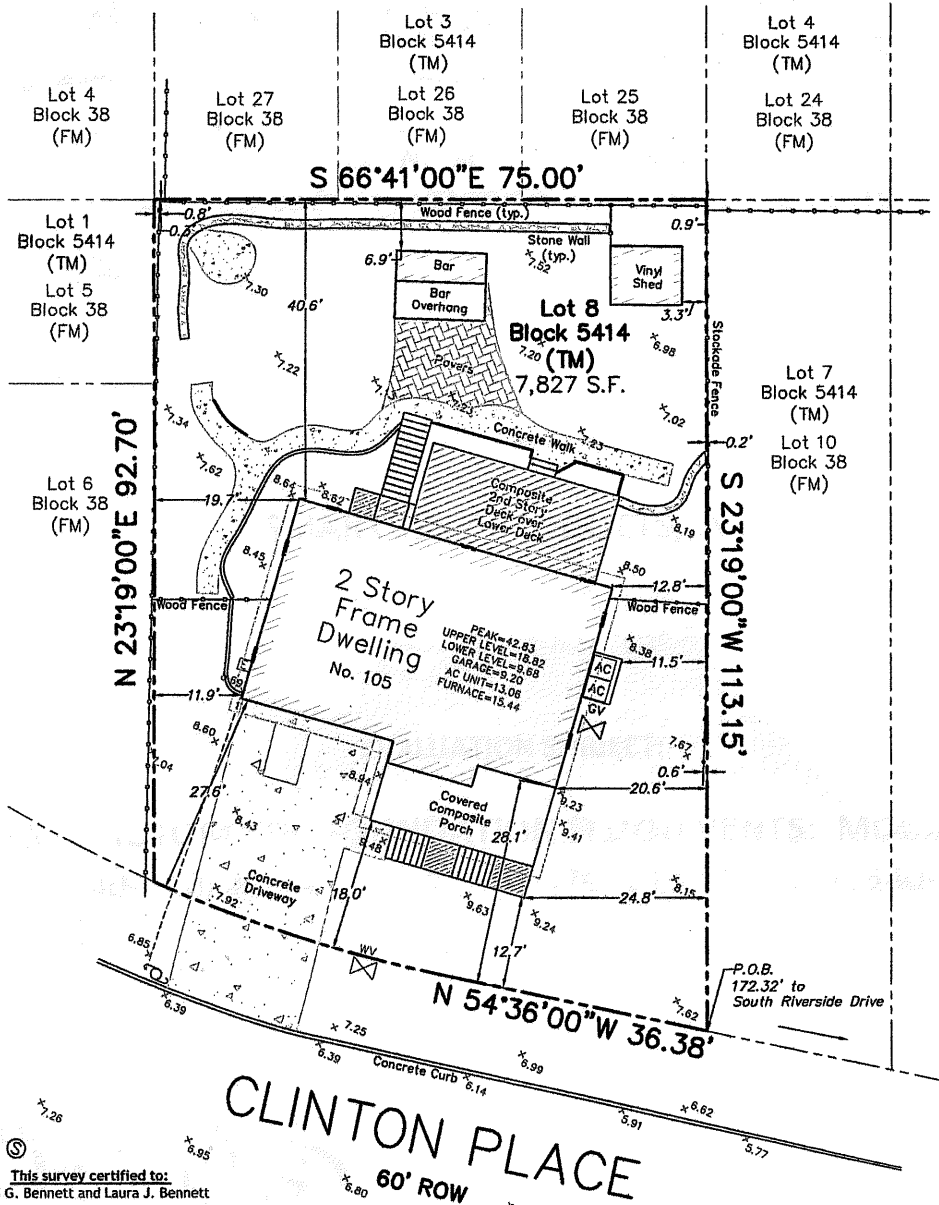 Lot 3
Block 5414
(TM)
Lot 4
Block 5414
(TM)
Lot 4
Block 38
(FM)
Lot 27
Block 38
(FM)
Lot 26
Block 38
(FM)
Lot 25
Block 38
(FM)
Lot 24
Block 38
(FM)
S 66°41'00"E 75.00'
Wood Fence (typ.)
0.8'
0.9'
Lot 1
Block 5414
(TM)
Lot 5
Block 38
(FM)
Stone Wall
(typ.)
7.52
6.9'
Bar
Bar
Overhang
Vinyl
Shed
7.30
40.6'
3.3'
Lot 8
Block 5414
(TM)
7,827 S.F.
7.20
6.98
Stockade Fence
7.22
Pavers
7.23
7.02
Lot 7
Block 5414
(TM)
Lot 10
Block 38
(FM)
7.34
7.62
Concrete Walk
7.23
0.2'
Lot 6
Block 38
(FM)
N 23°19'00"E 92.70'
S 23°19'00"W 113.15'
19.7'
8.64
8.62
Composite
2nd Story
Deck over
Lower Deck
8.19
8.45
8.50
12.8'
Wood Fence
Wood Fence
2 Story
Frame
Dwelling
No. 105
PEAK=42.83
UPPER LEVEL=18.82
LOWER LEVEL=9.68
GARAGE=9.20
AC UNIT=13.06
FURNACE=15.44
8.38
11.5'
AC
AC
GV
11.9'
8.60
7.67
0.6'
20.6'
7.04
27.6'
8.94
8.43
Covered
Composite
Porch
28.1'
9.23
9.41
9.48
Concrete
Driveway
7.92
18.0'
9.63
9.24
24.8'
8.15
12.7'
6.85
WV
N 54°36'00"W 36.38'
7.62
P.O.B.
172.32' to
South Riverside Drive
6.39
7.25
6.39
Concrete Curb
6.14
6.99
5.91
6.62
5.77
CLINTON PLACE
60' ROW
7.26
6.95
6.80
S
This survey certified to:
G. Bennett and Laura J. Bennett